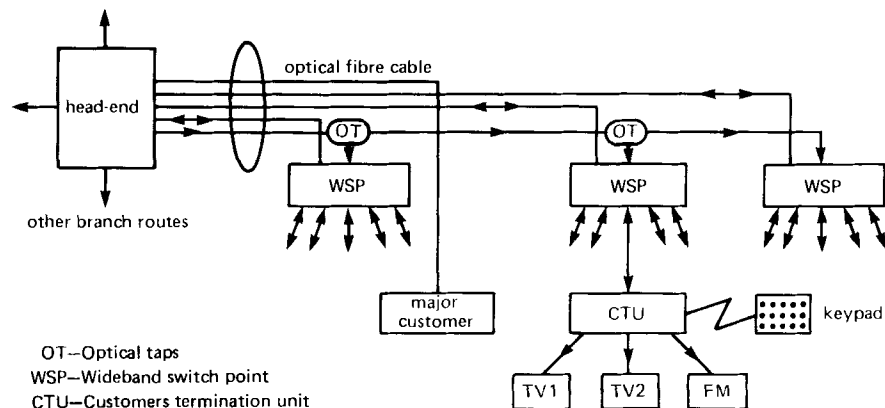 optical fibre cable
head-end
OT
OT
WSP
WSP
WSP
other branch routes
major
customer
CTU
keypad
TV1
TV2
FM
OT—Optical taps
WSP—Wideband switch point
CTU—Customers termination unit